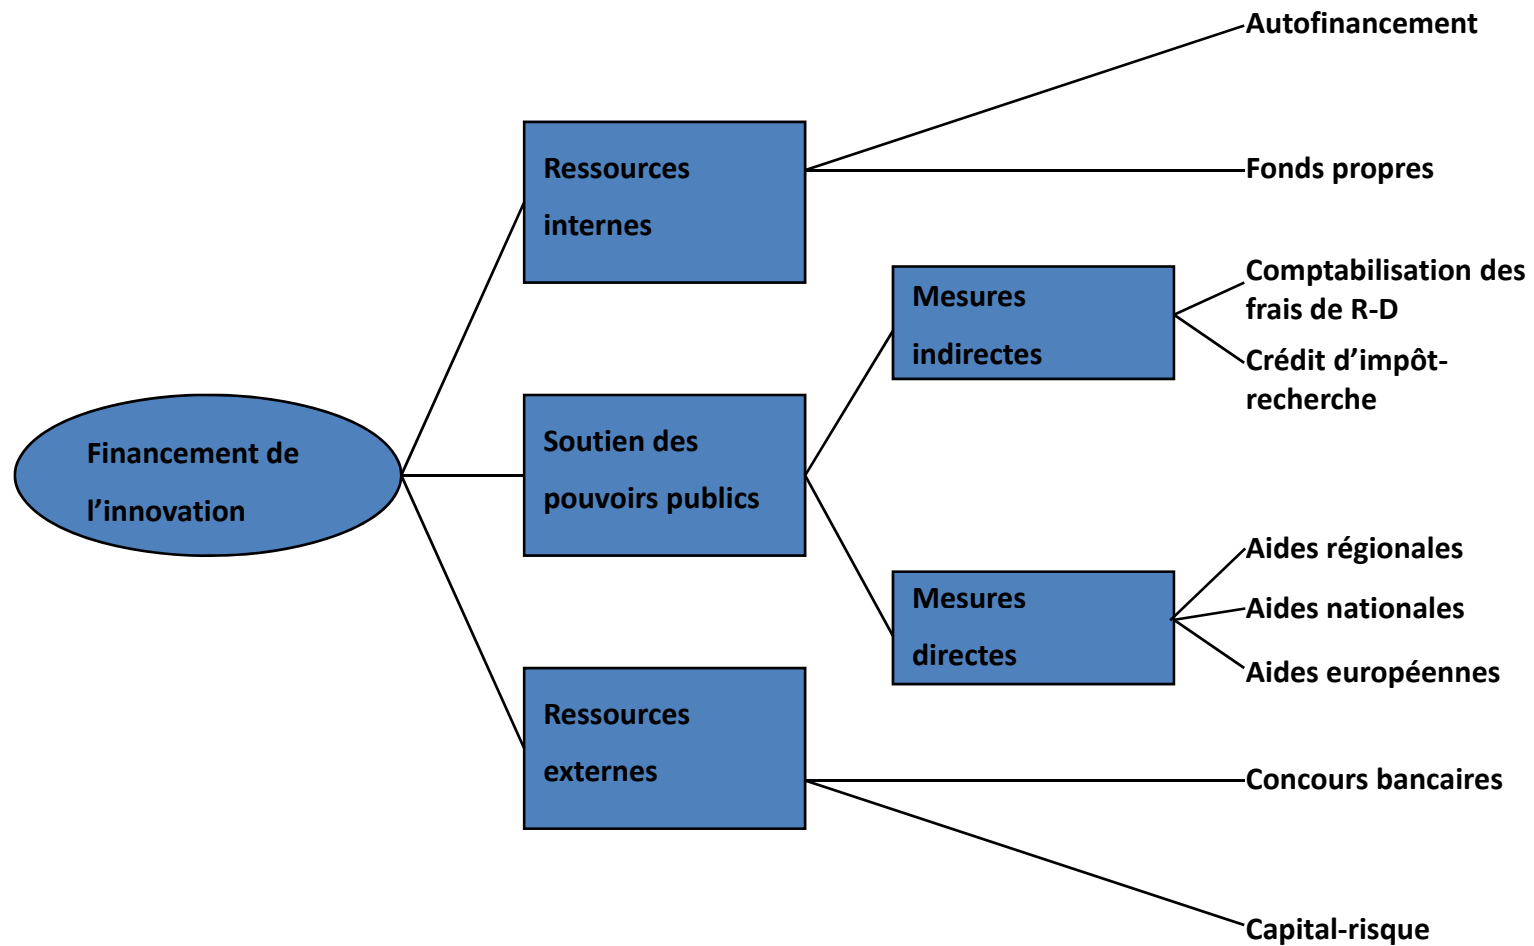 Autofinancement
Ressources
internes
Fonds propres
Mesures
indirectes
Comptabilisation des
frais de R-D
Crédit d’impôt-
recherche
Financement de
l’innovation
Soutien des
pouvoirs publics
Mesures
directes
Aides régionales
Aides nationales
Aides européennes
Ressources
externes
Concours bancaires
Capital-risque